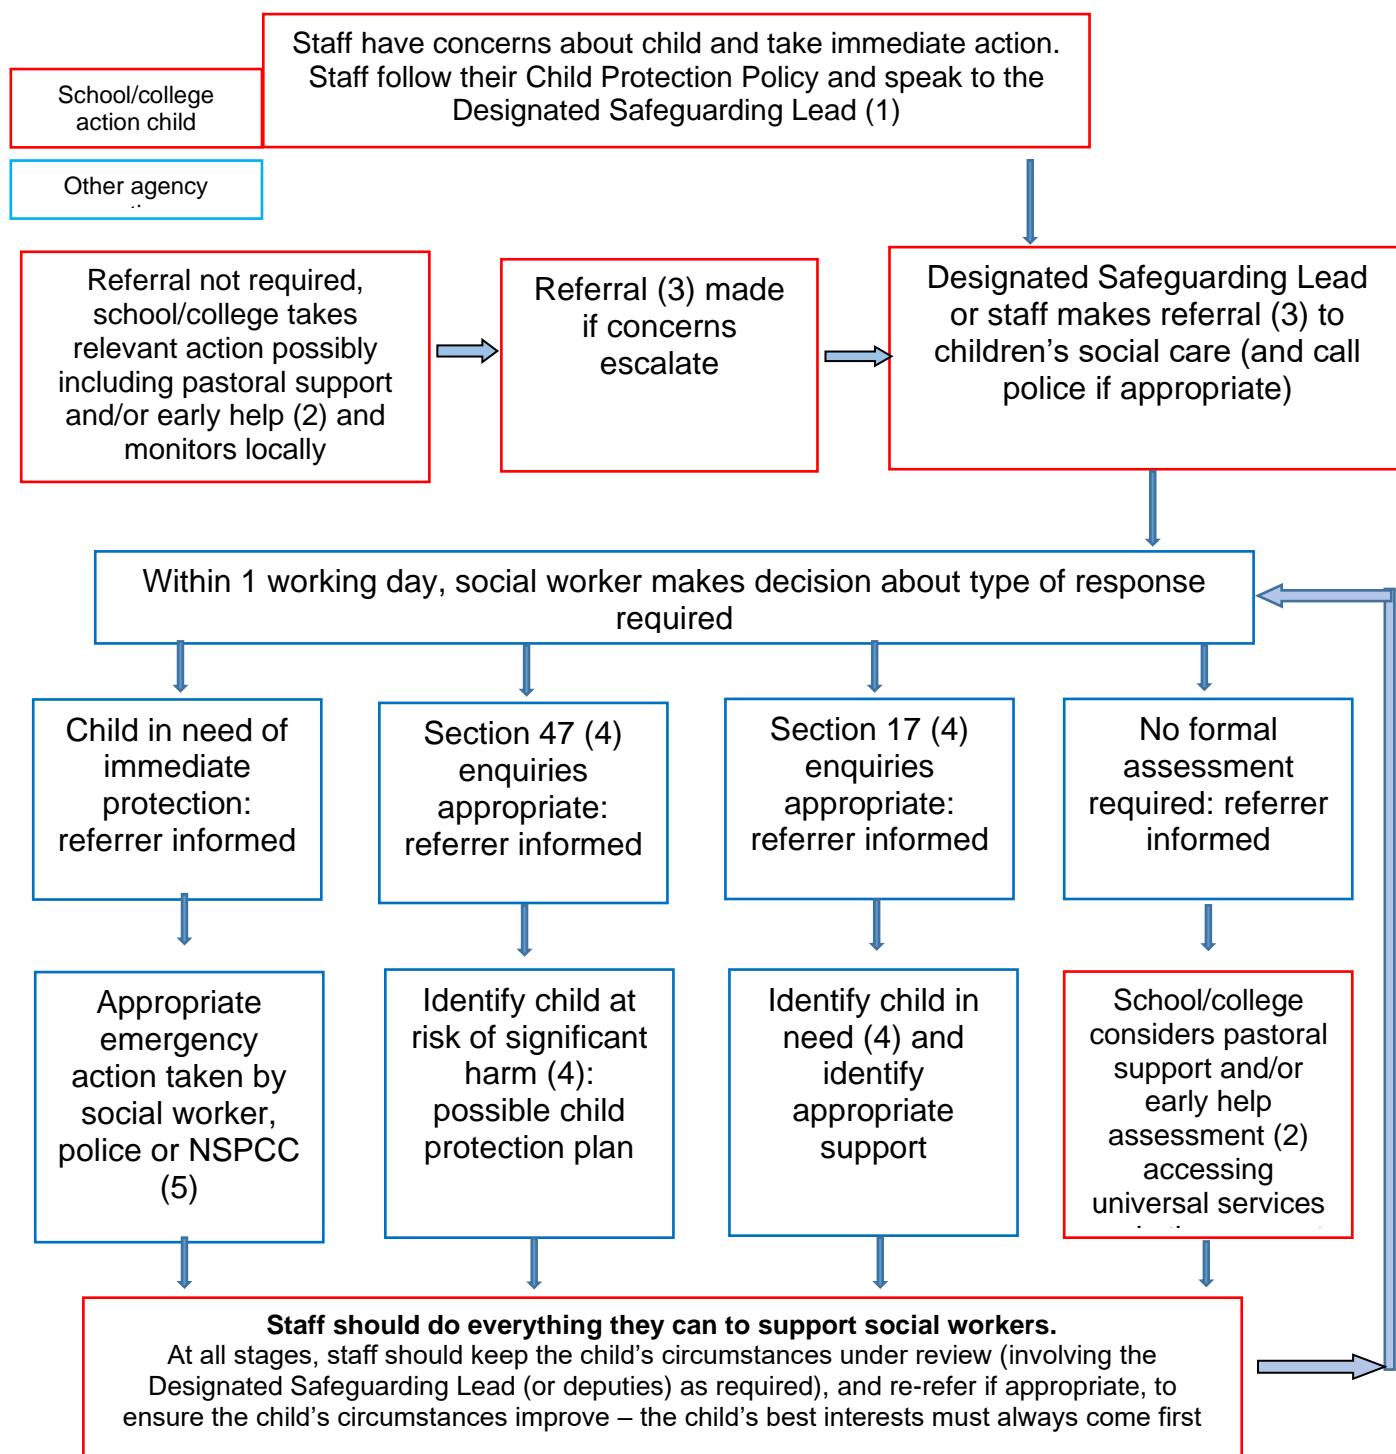 Staff have concerns about child and take immediate action.
Staff follow their Child Protection Policy and speak to the
Designated Safeguarding Lead (1)
School/college
action child
Other agency
Referral not required,
school/college takes
relevant action possibly
including pastoral support
and/or early help (2) and
monitors locally
Referral (3) made
if concerns
escalate
Designated Safeguarding Lead
or staff makes referral (3) to
children’s social care (and call
police if appropriate)
Within 1 working day, social worker makes decision about type of response
required
Child in need of
immediate
protection:
referrer informed
Section 47 (4)
enquiries
appropriate:
referrer informed
Section 17 (4)
enquiries
appropriate:
referrer informed
No formal
assessment
required: referrer
informed
Appropriate
emergency
action taken by
social worker,
police or NSPCC
(5)
Identify child at
risk of significant
harm (4):
possible child
protection plan
Identify child in
need (4) and
identify
appropriate
support
School/college
considers pastoral
support and/or
early help
assessment (2)
accessing
universal services
Staff should do everything they can to support social workers.
At all stages, staff should keep the child’s circumstances under review (involving the
Designated Safeguarding Lead (or deputies) as required), and re-refer if appropriate, to
ensure the child’s circumstances improve – the child’s best interests must always come first